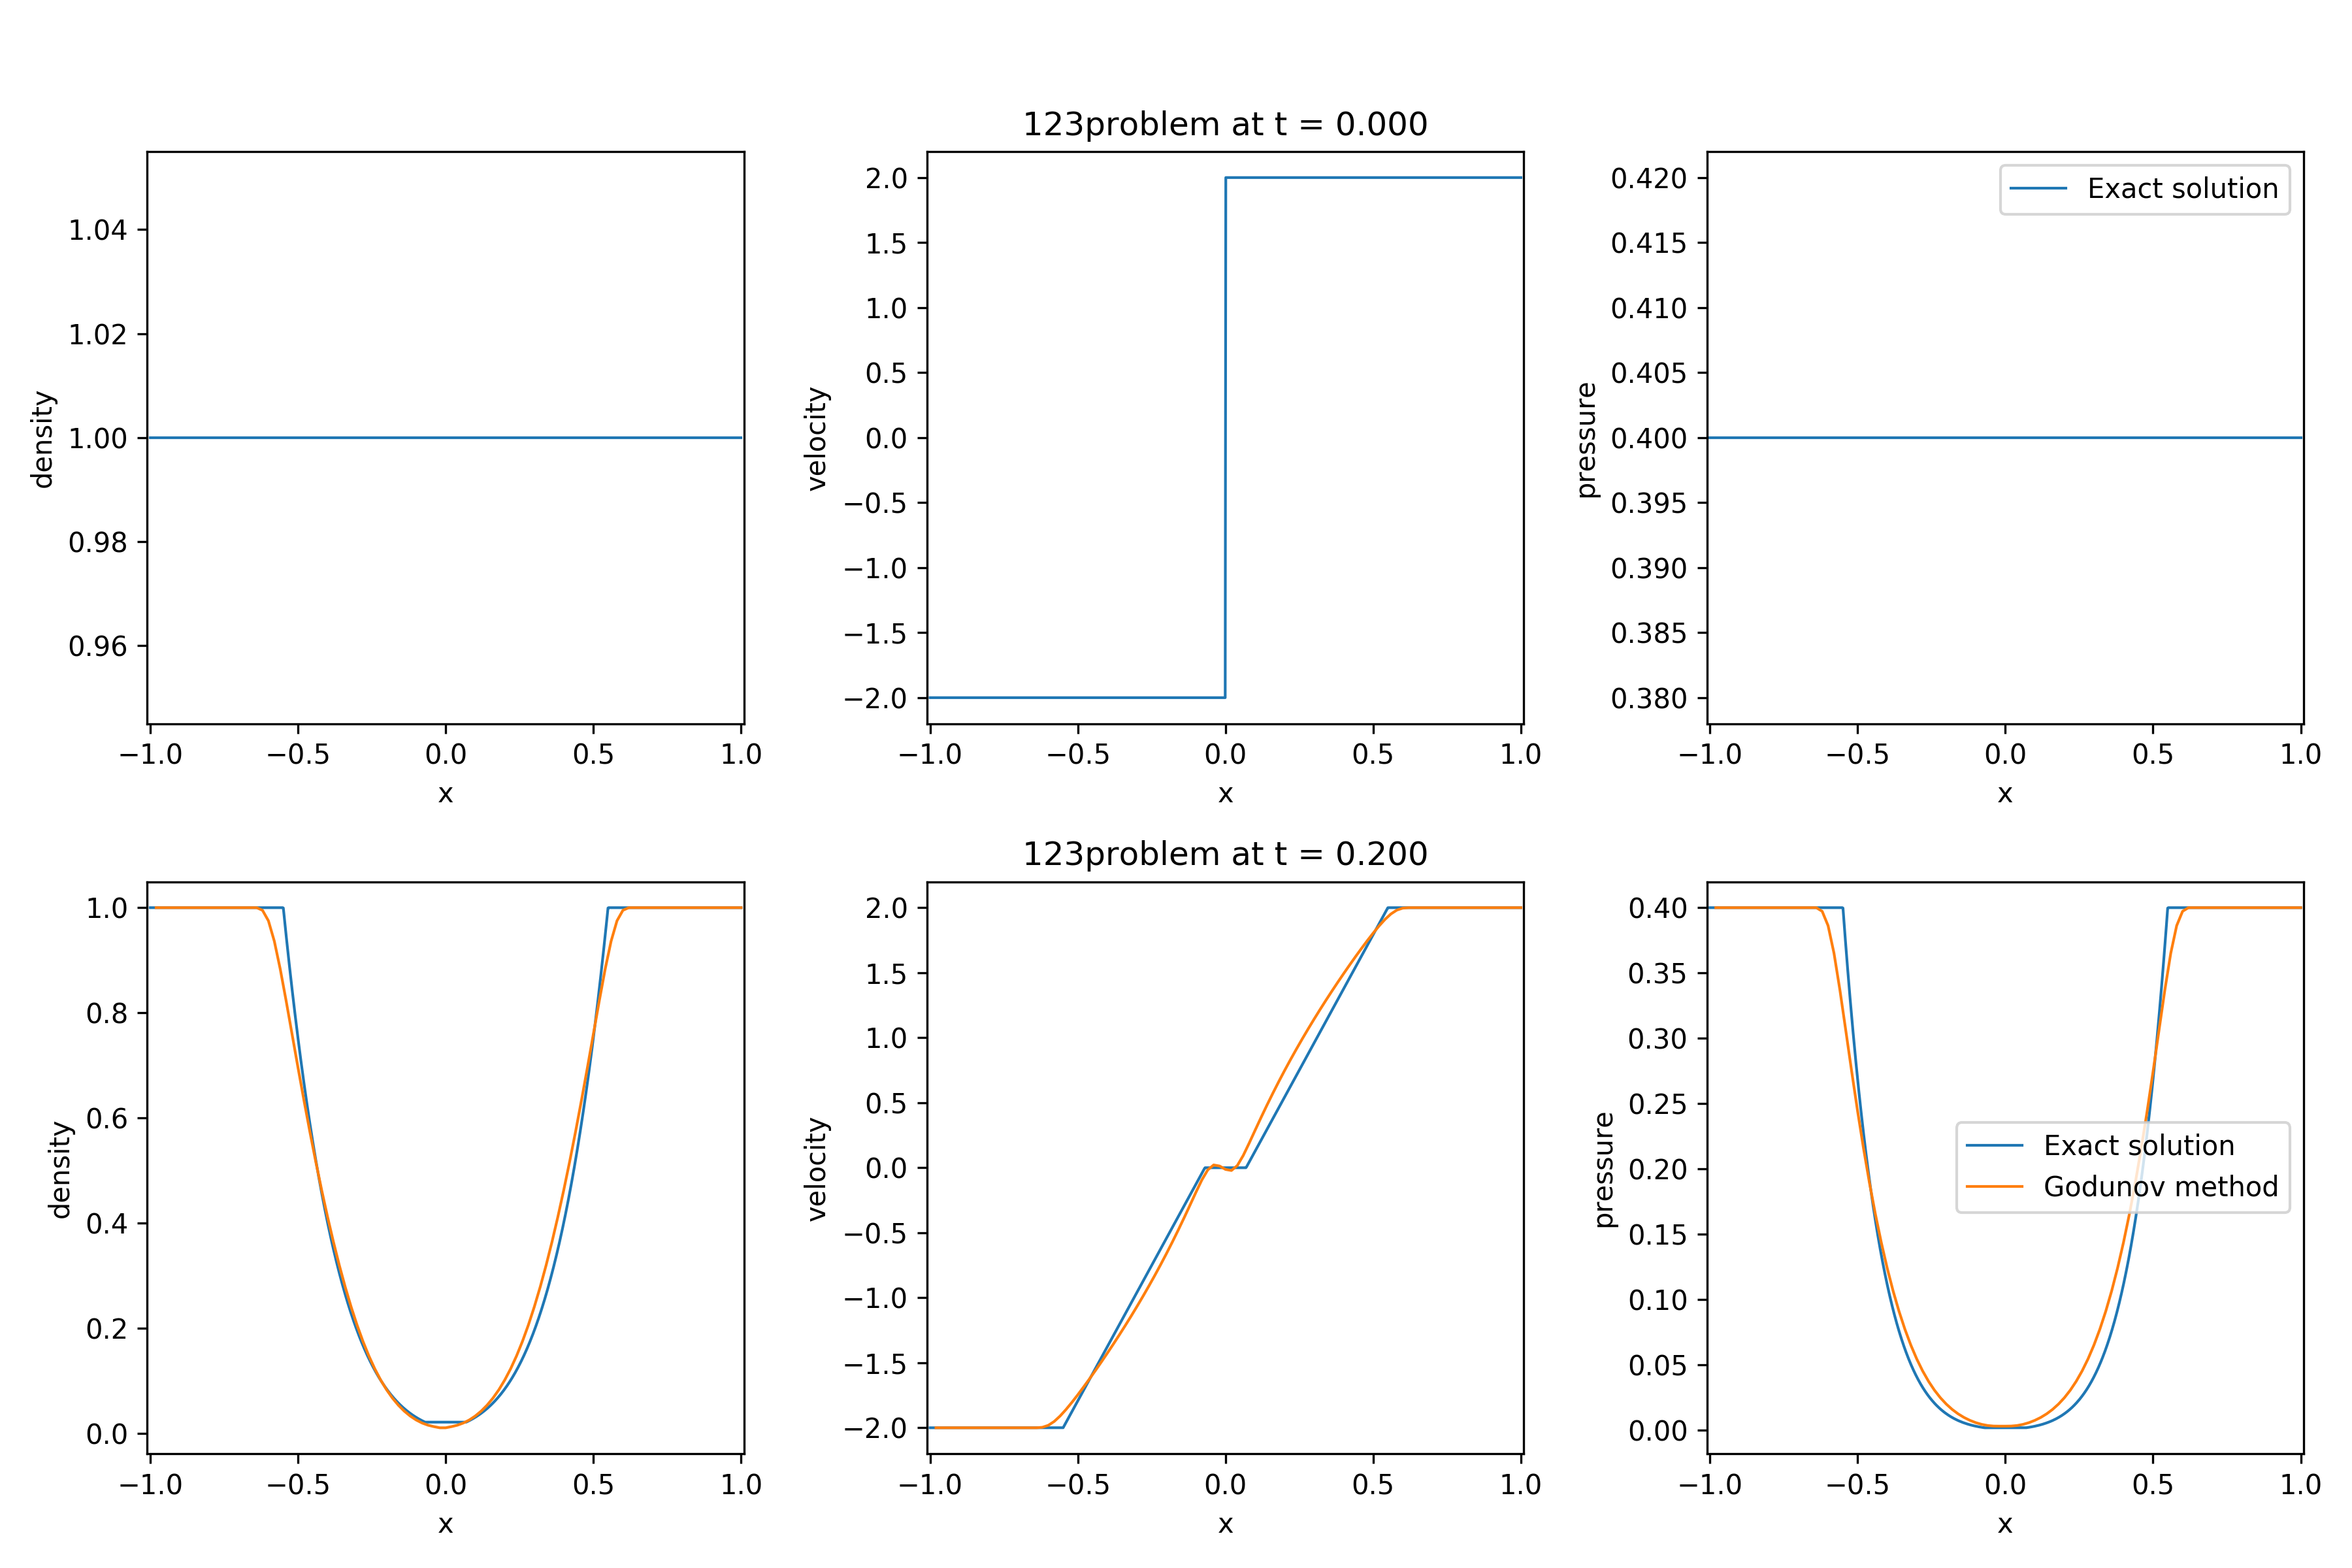 123problem at t = 0.000
density
1.04
1.02
1.00
0.98
0.96
−1.0 −0.5 0.0 0.5 1.0
x
velocity
2.0
1.5
1.0
0.5
0.0
−0.5
−1.0
−1.5
−2.0
−1.0 −0.5 0.0 0.5 1.0
x
pressure
0.420
0.415
0.410
0.405
0.400
0.395
0.390
0.385
0.380
Exact solution
−1.0 −0.5 0.0 0.5 1.0
x
123problem at t = 0.200
density
1.0
0.8
0.6
0.4
0.2
0.0
−1.0 −0.5 0.0 0.5 1.0
x
velocity
2.0
1.5
1.0
0.5
0.0
−0.5
−1.0
−1.5
−2.0
−1.0 −0.5 0.0 0.5 1.0
x
pressure
0.40
0.35
0.30
0.25
0.20
0.15
0.10
0.05
0.00
Exact solution
Godunov method
−1.0 −0.5 0.0 0.5 1.0
x